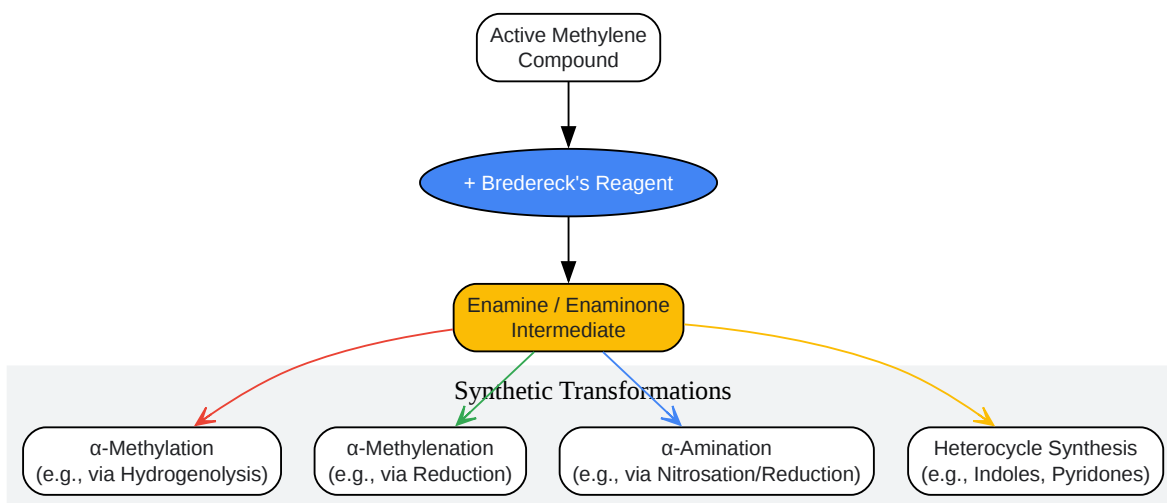 Active Methylene
Compound
+ Bredereck's Reagent
Enamine / Enaminone
Intermediate
Synthetic Transformations
α-Methylation
(e.g., via Hydrogenolysis)
α-Methylenation
(e.g., via Reduction)
α-Amination
(e.g., via Nitrosation/Reduction)
Heterocycle Synthesis
(e.g., Indoles, Pyridones)